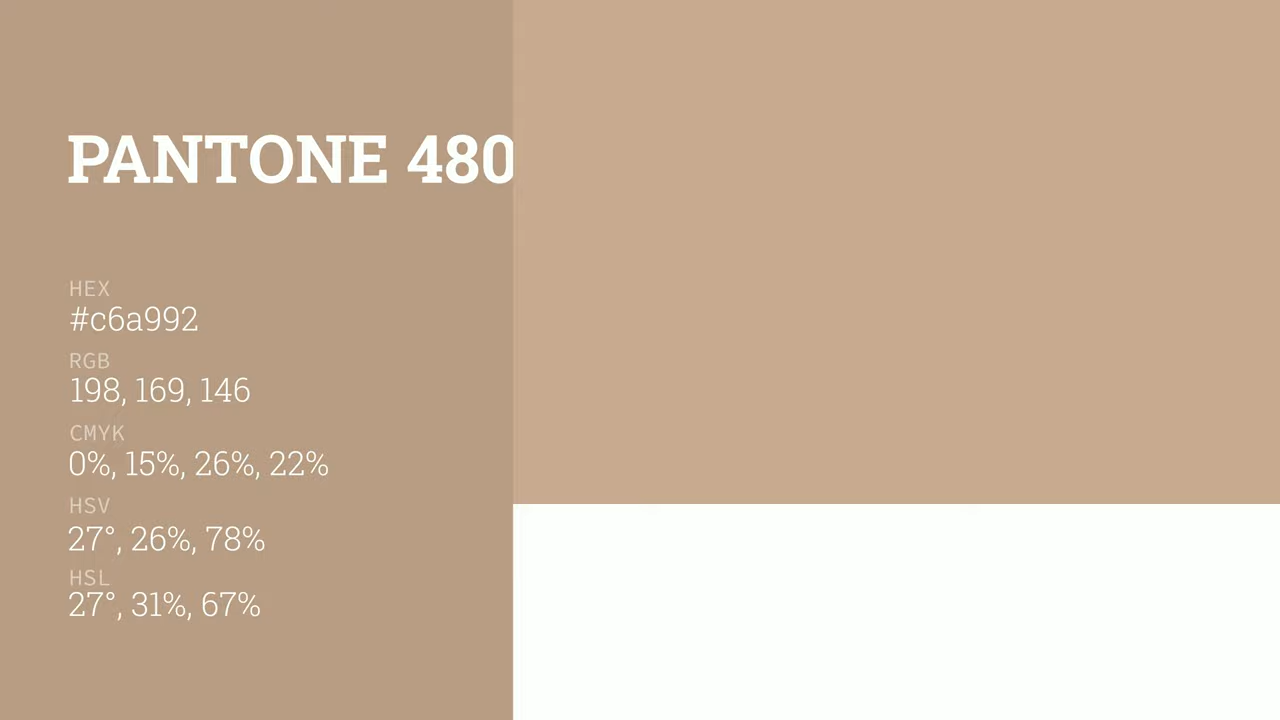 PANTONE 480
HEX
#c6a992
RGB
198, 169, 146
CMYK
0%, 15%, 26%, 22%
HSV
27°, 26%, 78%
HSL
27°, 31%, 67%